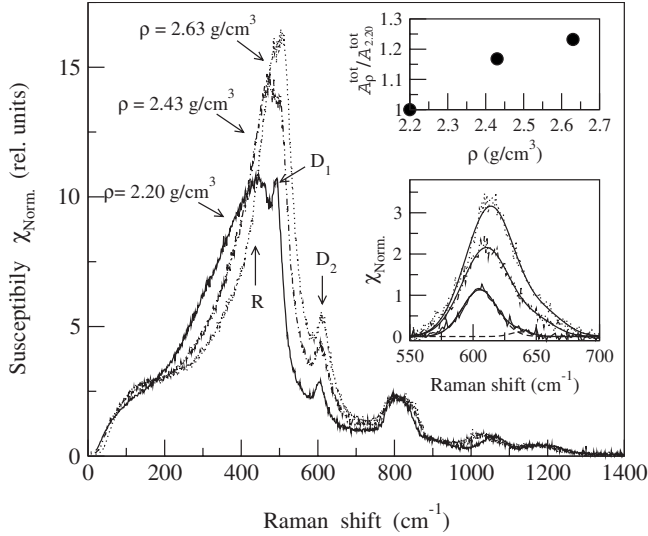 Susceptibily χNorm. (rel. units)
15
10
5
0
ρ = 2.63 g/cm3
ρ = 2.43 g/cm3
ρ= 2.20 g/cm3
D1
D2
R
0 200 400 600 800 1000 1200 1400
Raman shift (cm-1)
Aρtot/A2.20tot
1.3
1.2
1.1
1.0
2.2 2.3 2.4 2.5 2.6 2.7
ρ (g/cm3)
χNorm.
3
2
1
0
550 600 650 700
Raman shift (cm-1)